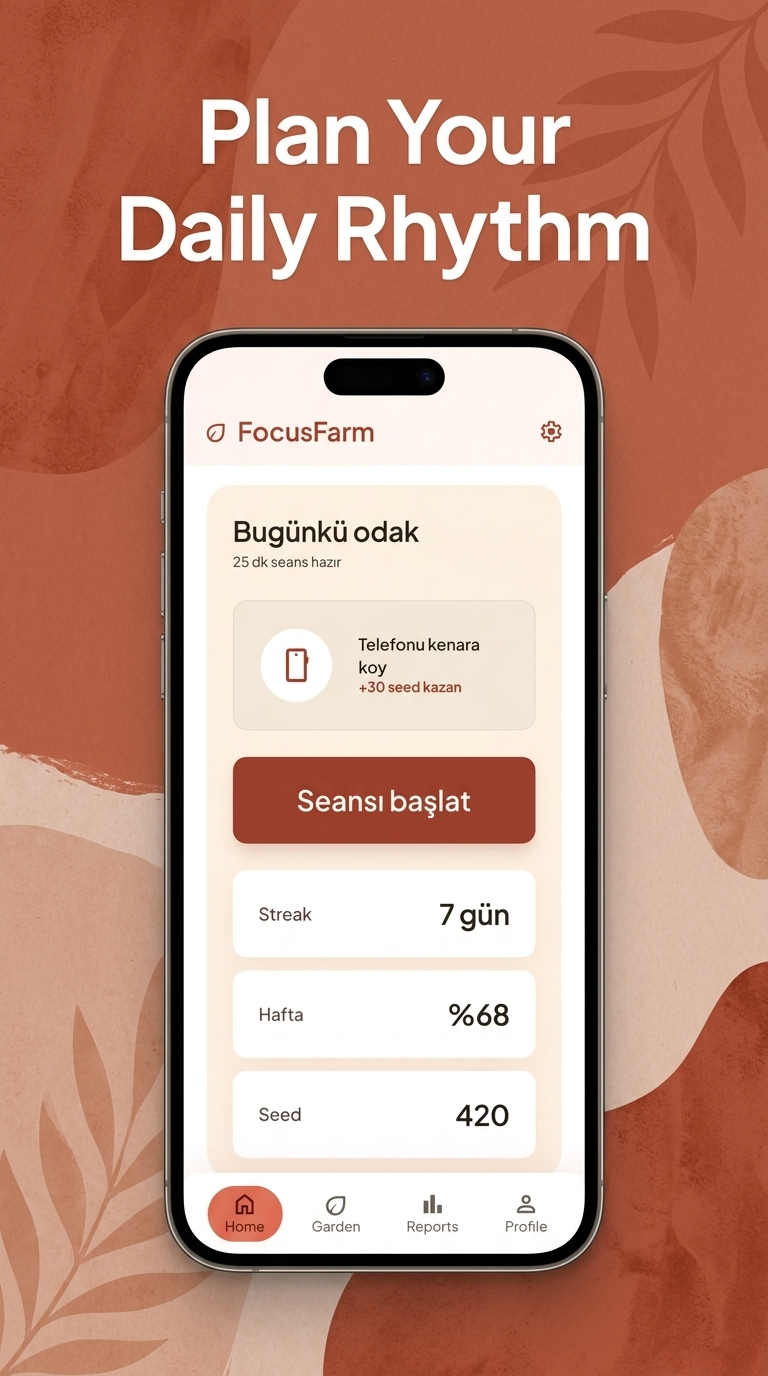 Plan Your
Daily Rhythm
FocusFarm
Bugünkü odak
25 dk seans hazır
Telefonu kenara
koy
+30 seed kazan
Seansı başlat
Streak
7 gün
Hafta
%68
Seed
420
Home
Garden
Reports
Profile